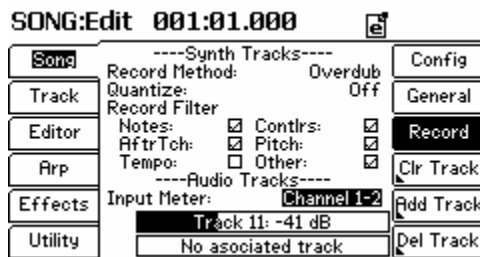 SONG:Edit 001:01.000 e
Song
Track
Editor
Arp
Effects
Utility
----Synth Tracks----
Record Method: Overdub
Quantize: Off
Record Filter
Notes: Contlrs:
AftrTch: Pitch:
Tempo: Other:
----Audio Tracks----
Input Meter: Channel 1-2
Track 11: -41 dB
No asociated track
Config
General
Record
Clr Track
Add Track
Del Track